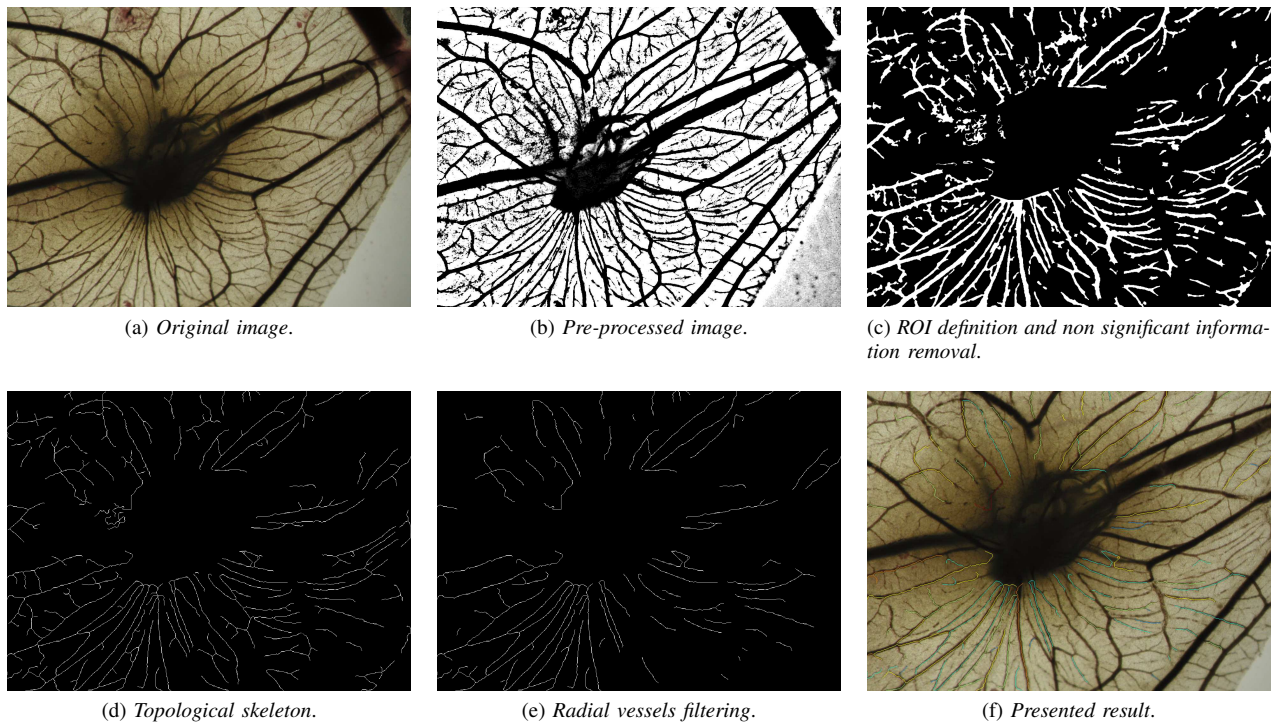 (a) Original image.
(b) Pre-processed image.
(c) ROI definition and non significant informa-
tion removal.
(d) Topological skeleton.
(e) Radial vessels filtering.
(f) Presented result.